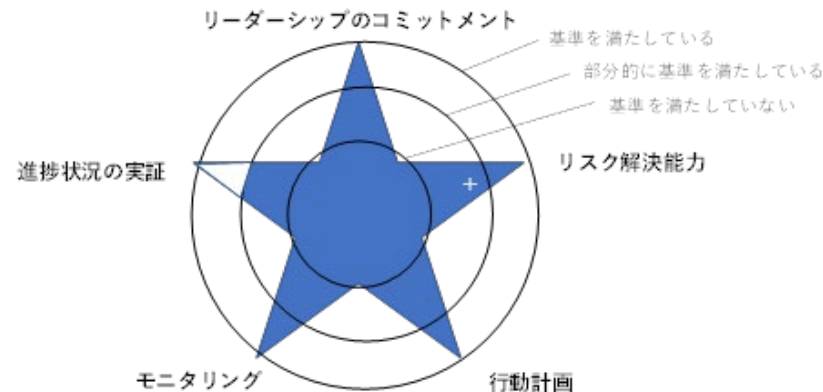 リーダーシップのコミットメント
基準を満たしている
部分的に基準を満たしている
基準を満たしていない
進捗状況の実証
リスク解決能力
モニタリング
行動計画